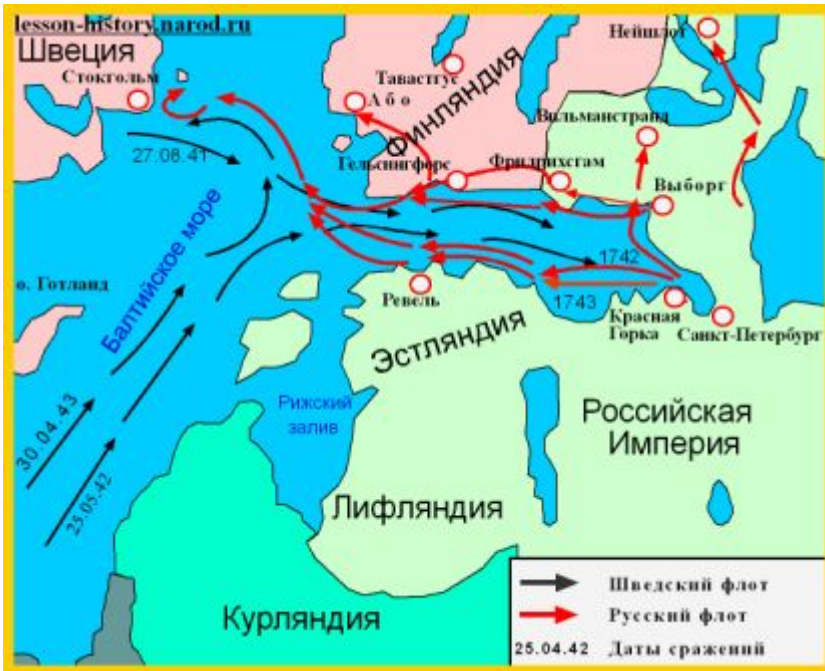 lesson-history.narod.ru
Швеция
Стокгольм
Нейшлот
Тавастгус
Або
Финляндия
Вильманстранд
27.08.41
Гельсингфорс
Фридрихсгам
Выборг
Балтийское море
о. Готланд
1742
1743
Ревель
Красная
Горка
Санкт-Петербург
Эстляндия
Рижский
залив
Российская
Империя
30.04.43
25.05.42
Лифляндия
Курляндия
Шведский флот
Русский флот
25.04.42 Даты сражений